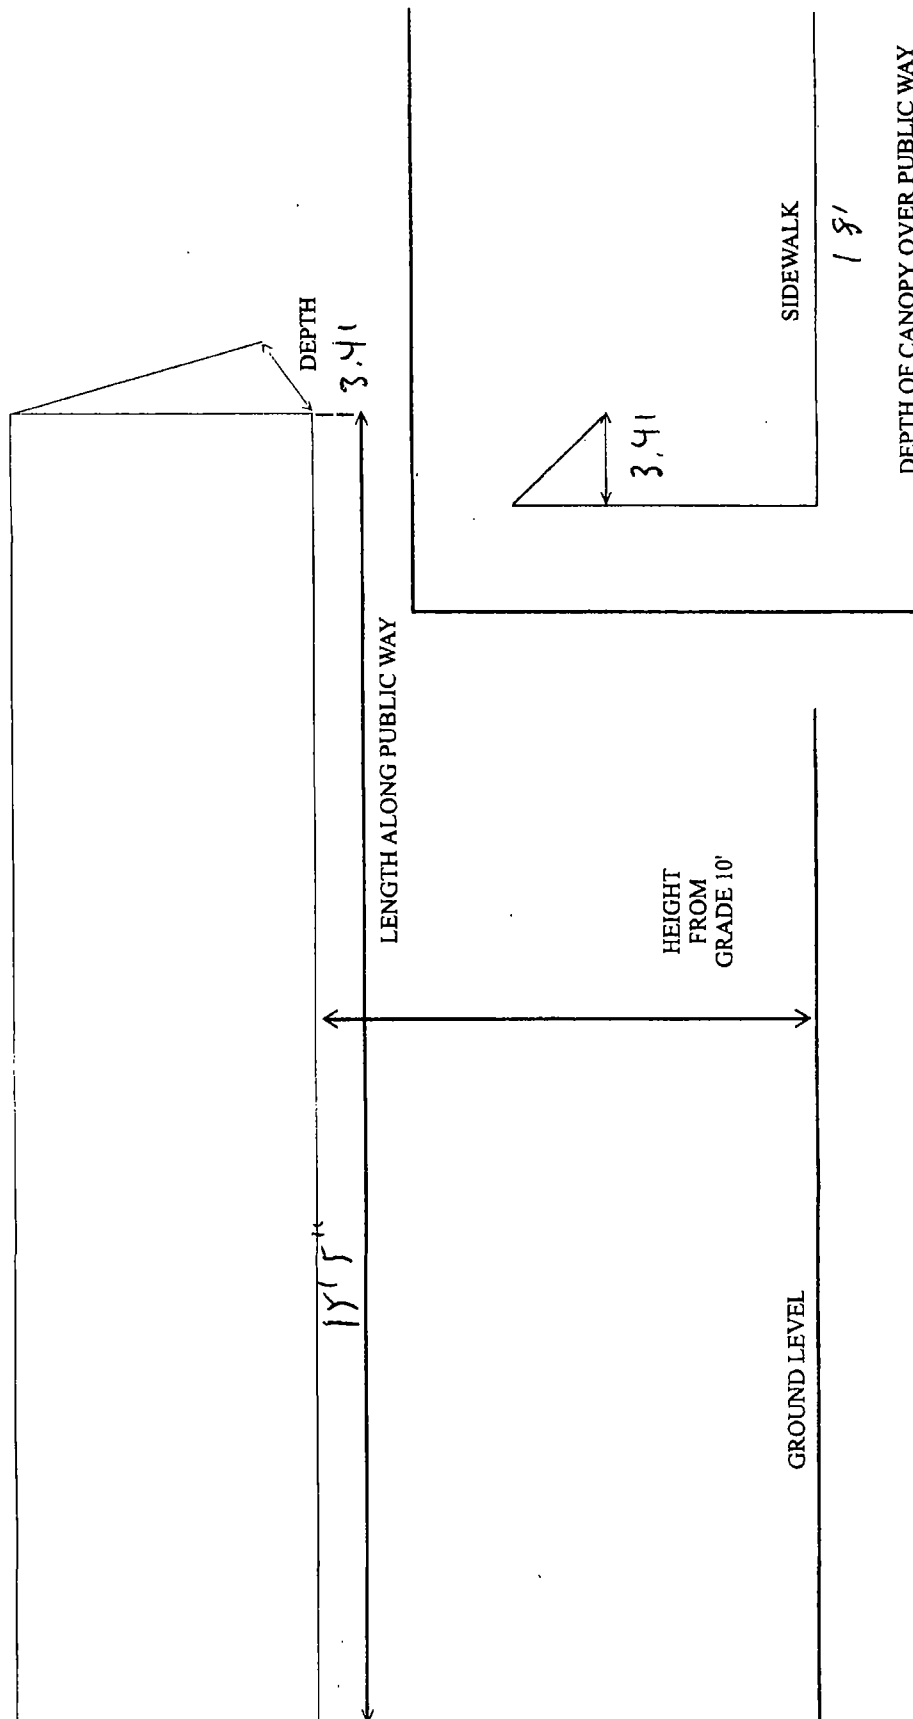 DEPTH
3.41
LENGTH ALONG PUBLIC WAY
5"
HEIGHT
FROM
GRADE 10'
GROUND LEVEL
3.41
SIDEWALK
18'
DEPTH OF CANOPY OVER PUBLIC WAY